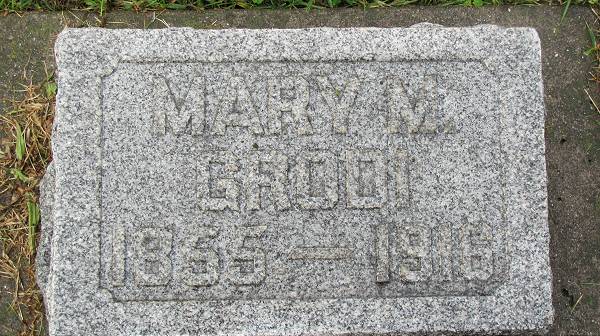 MARY M.
GRODI
1855 — 1916